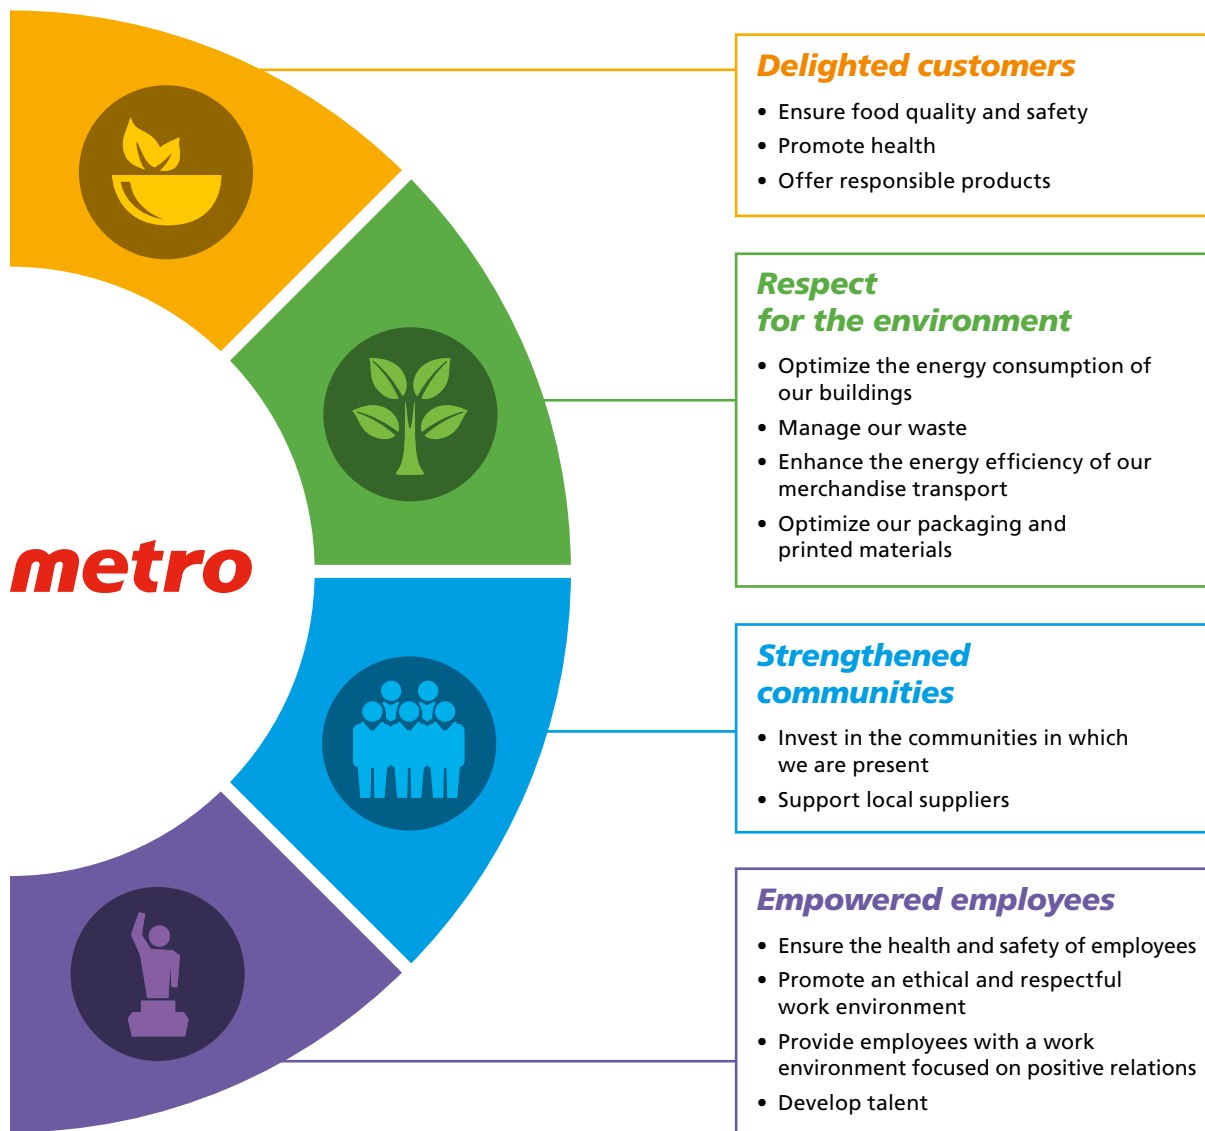 metro
Delighted customers
• Ensure food quality and safety
• Promote health
• Offer responsible products
Respect
for the environment
• Optimize the energy consumption of
our buildings
• Manage our waste
• Enhance the energy efficiency of our
merchandise transport
• Optimize our packaging and
printed materials
Strengthened
communities
• Invest in the communities in which
we are present
• Support local suppliers
Empowered employees
• Ensure the health and safety of employees
• Promote an ethical and respectful
work environment
• Provide employees with a work
environment focused on positive relations
• Develop talent